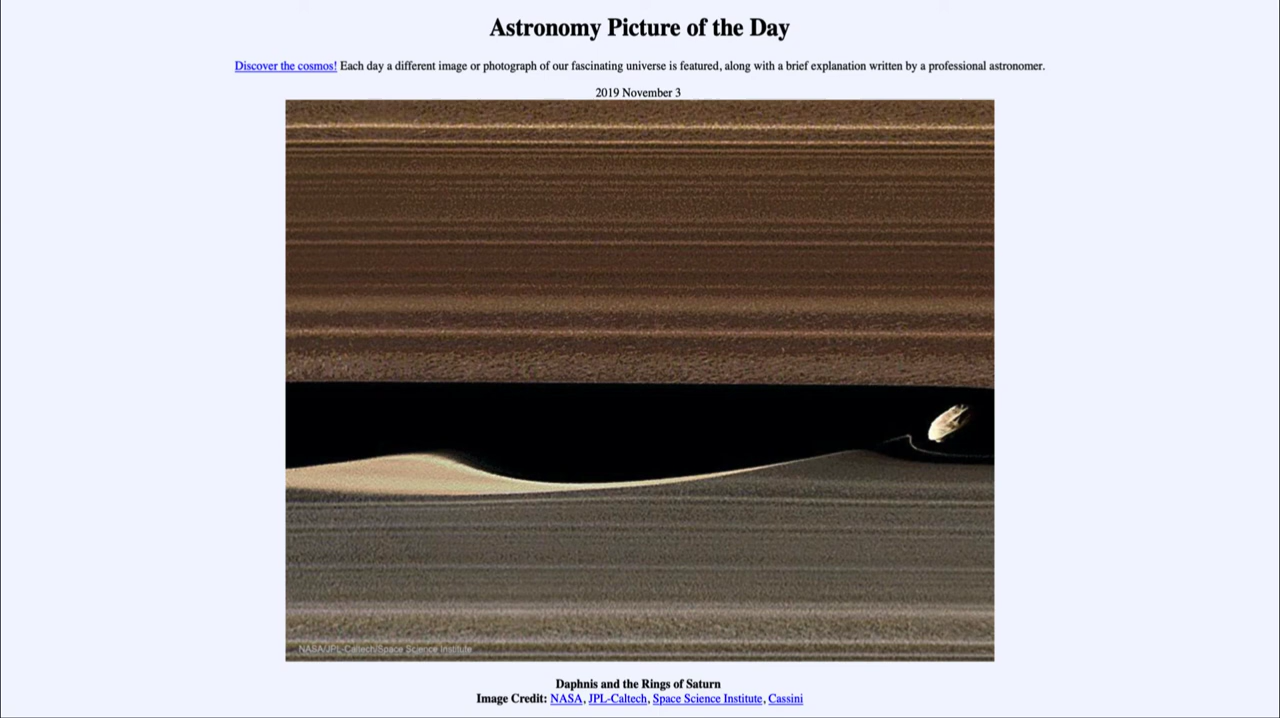 Astronomy Picture of the Day
Discover the cosmos! Each day a different image or photograph of our fascinating universe is featured, along with a brief explanation written by a professional astronomer.
2019 November 3
NASA/JPL-Caltech/Space Science Institute
Daphnis and the Rings of Saturn
Image Credit: NASA, JPL-Caltech, Space Science Institute, Cassini